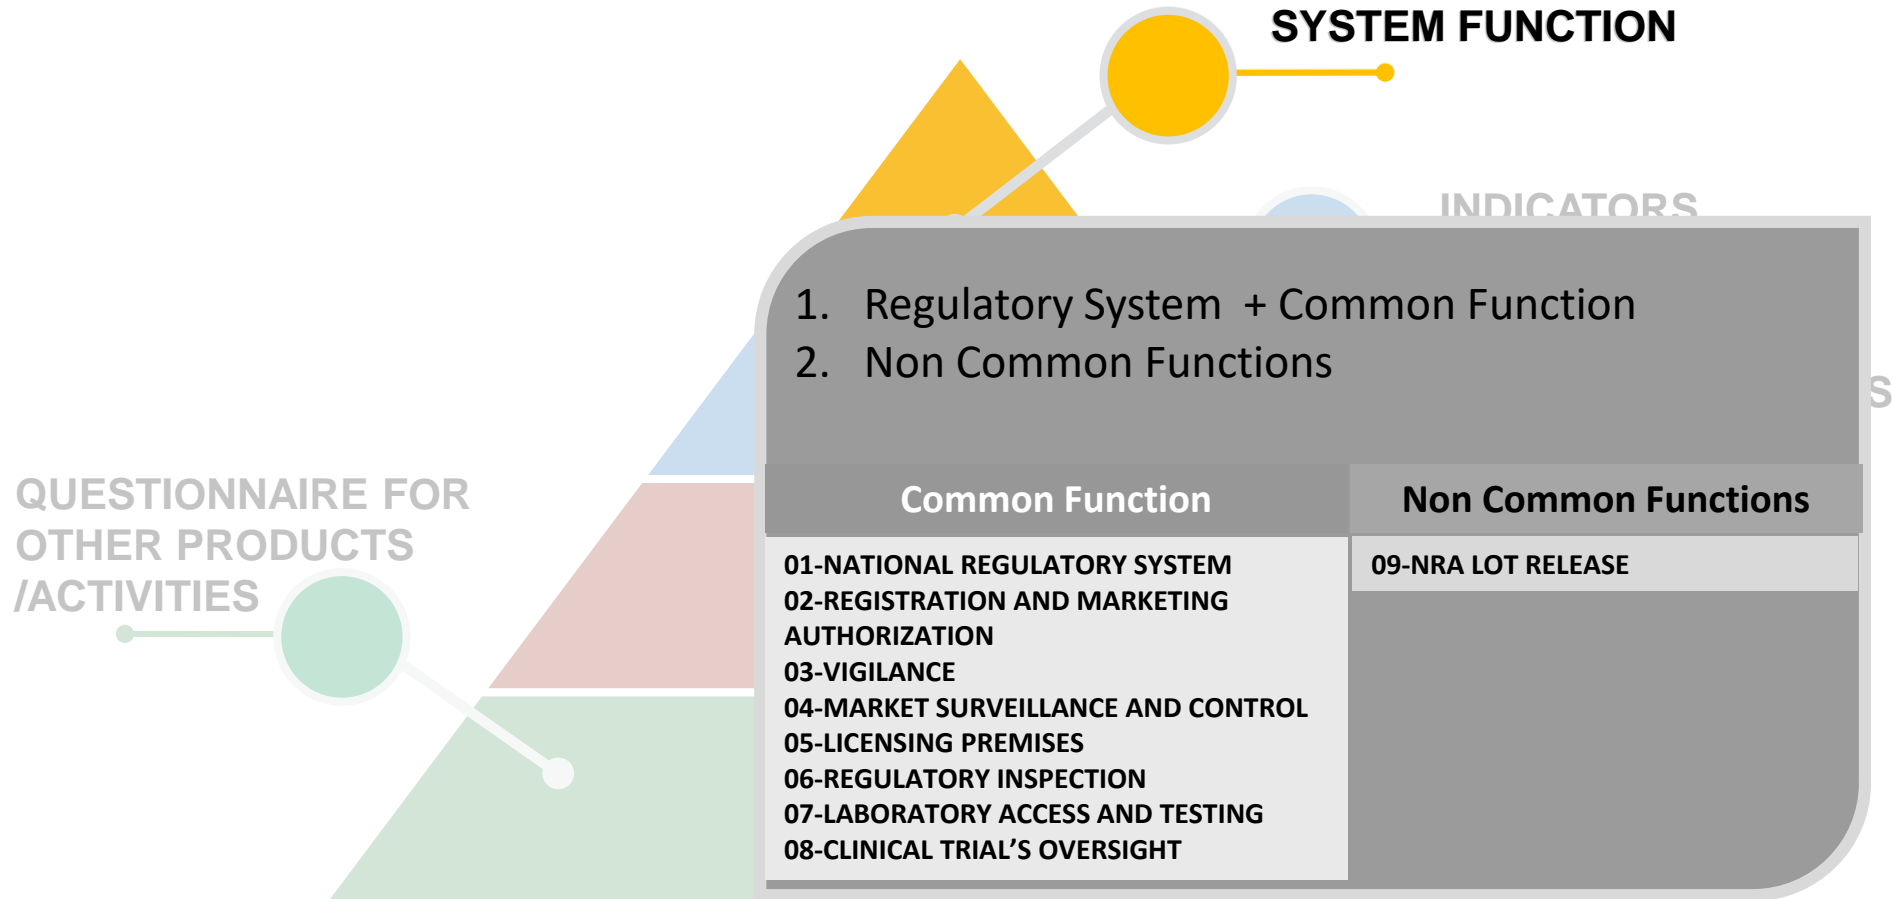 SYSTEM FUNCTION
INDICATORS
1. Regulatory System + Common Function
2. Non Common Functions
S
QUESTIONNAIRE FOR
OTHER PRODUCTS
/ACTIVITIES
Common Function
Non Common Functions
01-NATIONAL REGULATORY SYSTEM
02-REGISTRATION AND MARKETING
AUTHORIZATION
03-VIGILANCE
04-MARKET SURVEILLANCE AND CONTROL
05-LICENSING PREMISES
06-REGULATORY INSPECTION
07-LABORATORY ACCESS AND TESTING
08-CLINICAL TRIAL’S OVERSIGHT
09-NRA LOT RELEASE